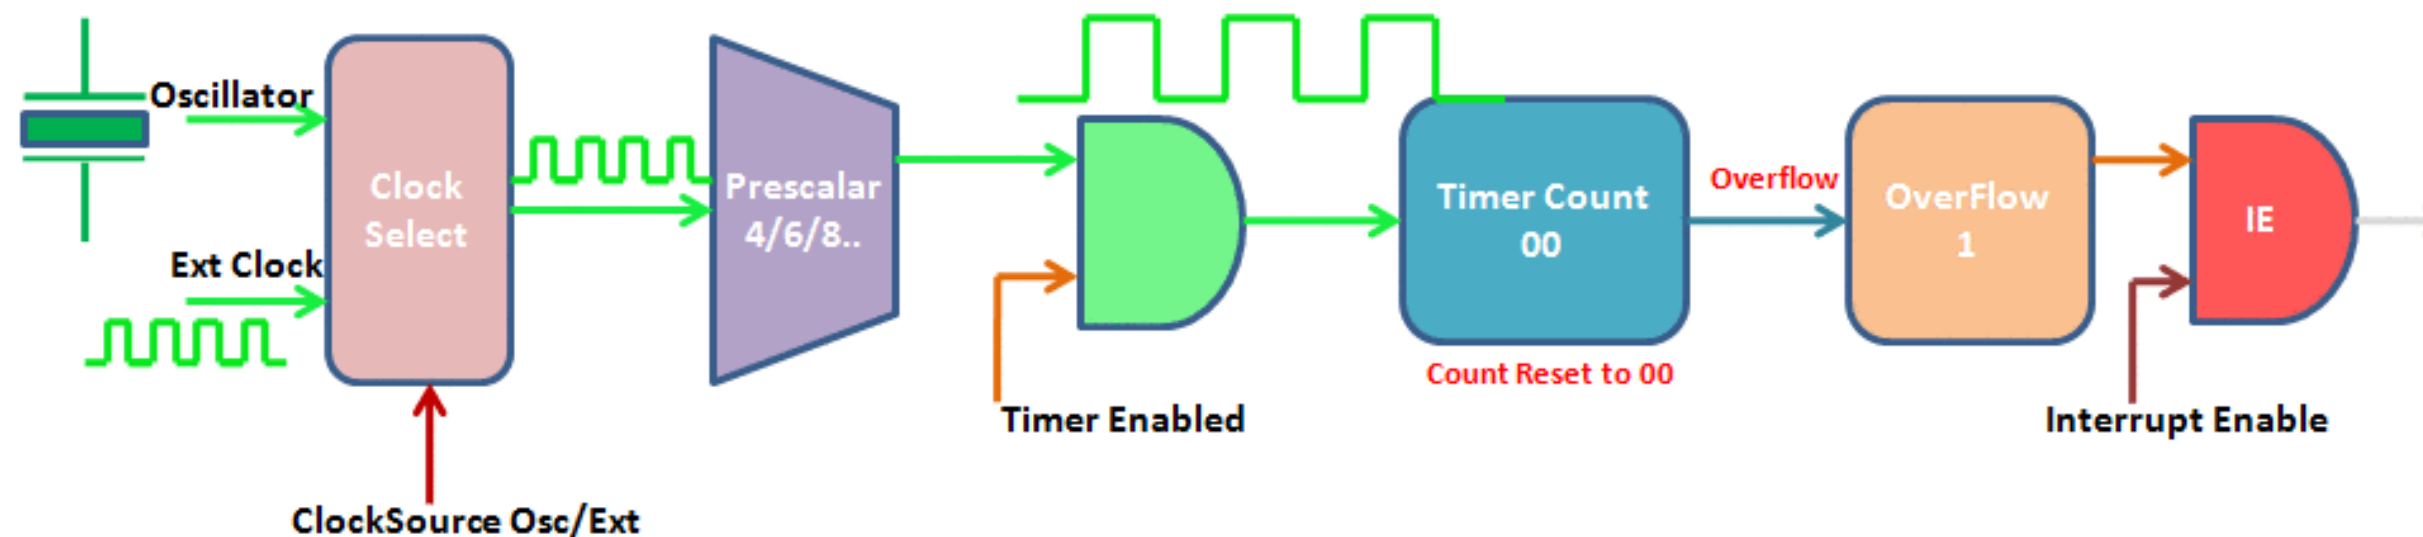 Oscillator
Ext Clock
Clock
Select
ClockSource Osc/Ext
Prescalar
4/6/8..
Timer Enabled
Timer Count
00
Count Reset to 00
Overflow
OverFlow
1
IE
Interrupt Enable